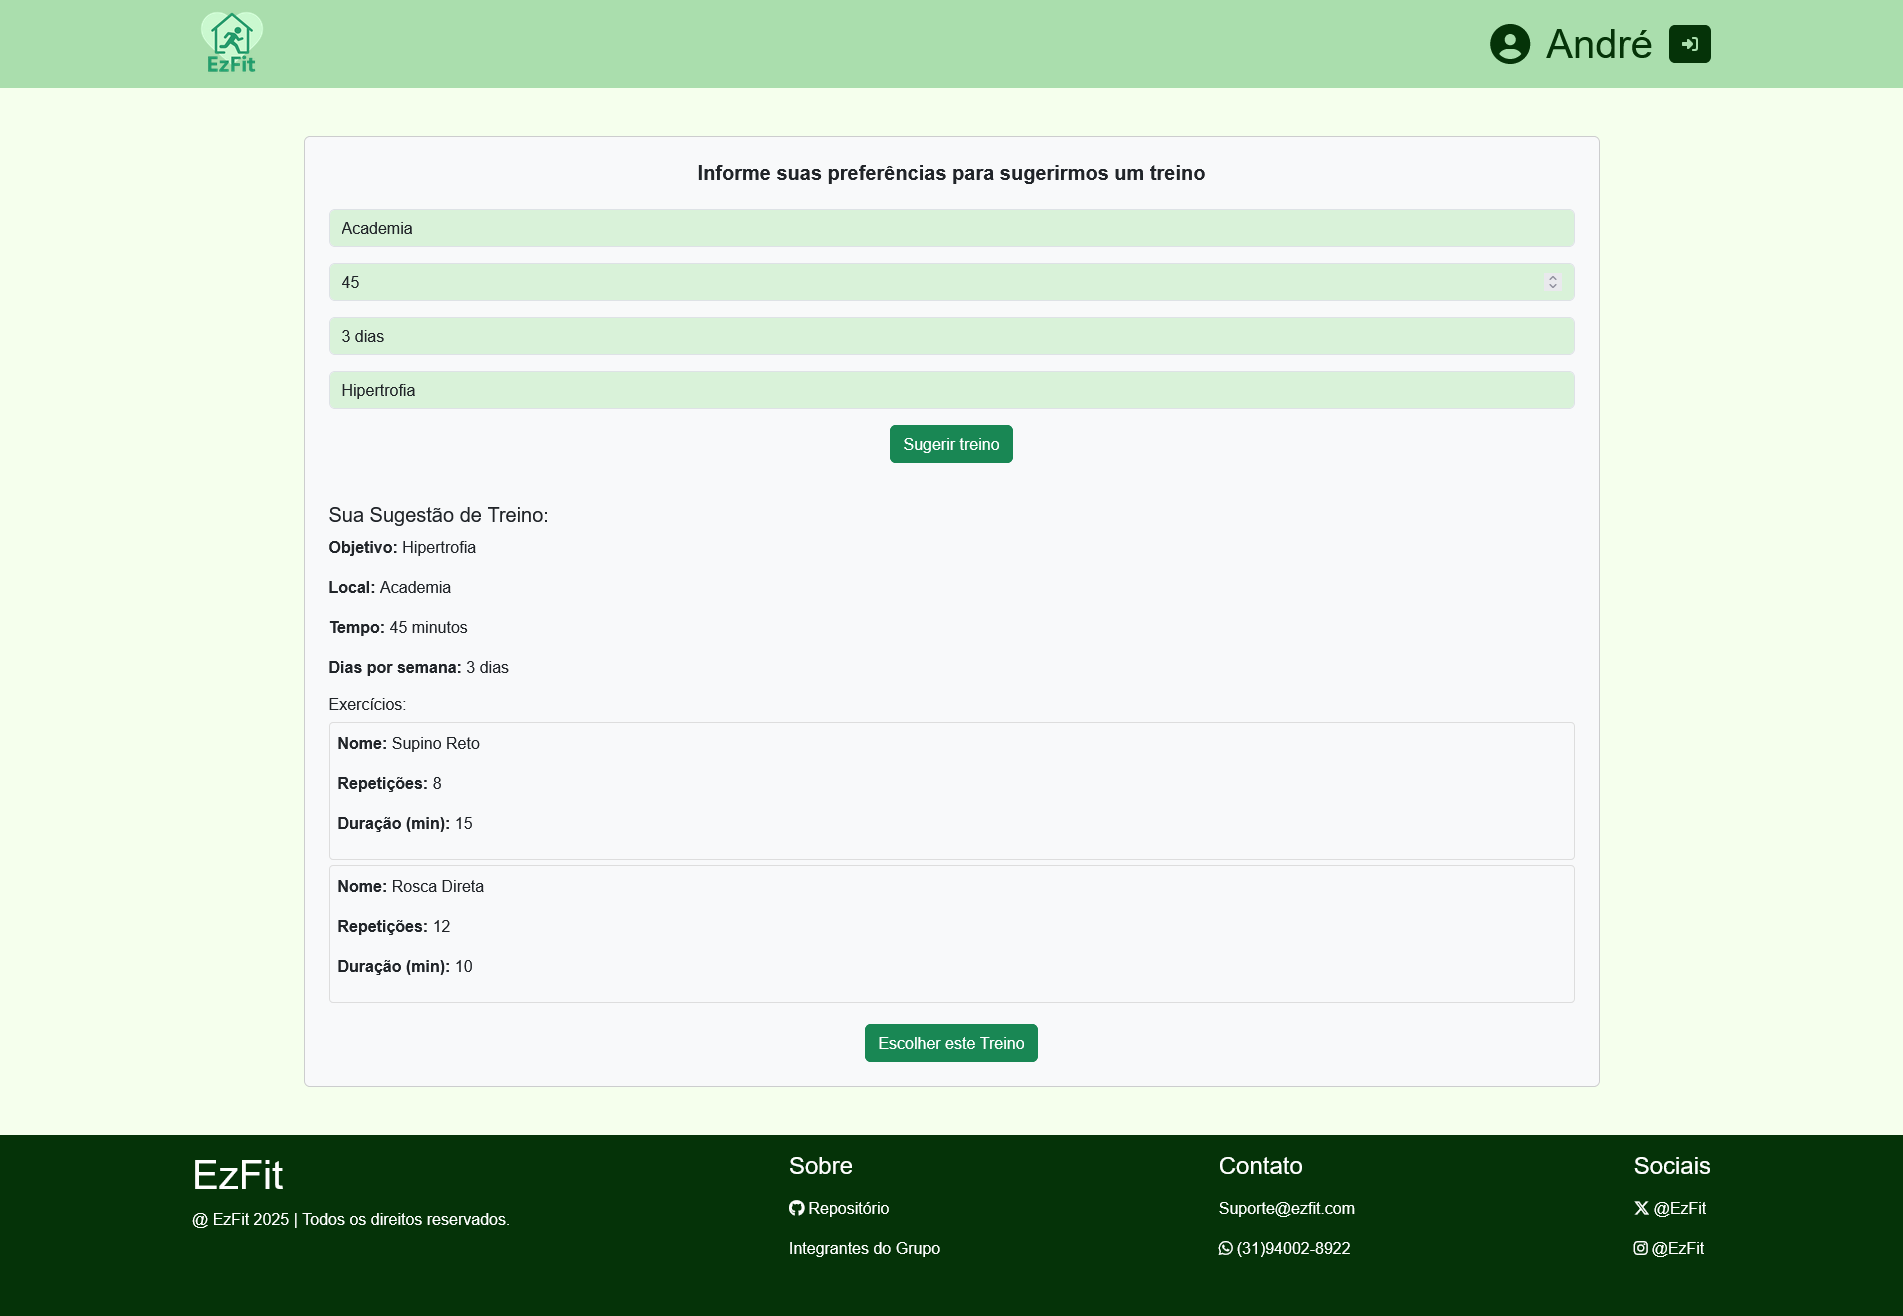 EzFit
André
Informe suas preferências para sugerirmos um treino
Academia
45
3 dias
Hipertrofia
Sugerir treino
Sua Sugestão de Treino:
Objetivo: Hipertrofia
Local: Academia
Tempo: 45 minutos
Dias por semana: 3 dias
Exercícios:
Nome: Supino Reto
Repetições: 8
Duração (min): 15
Nome: Rosca Direta
Repetições: 12
Duração (min): 10
Escolher este Treino
EzFit
@ EzFit 2025 | Todos os direitos reservados.
Sobre
Repositório
Integrantes do Grupo
Contato
Suporte@ezfit.com
(31)94002-8922
Sociais
@EzFit
@EzFit